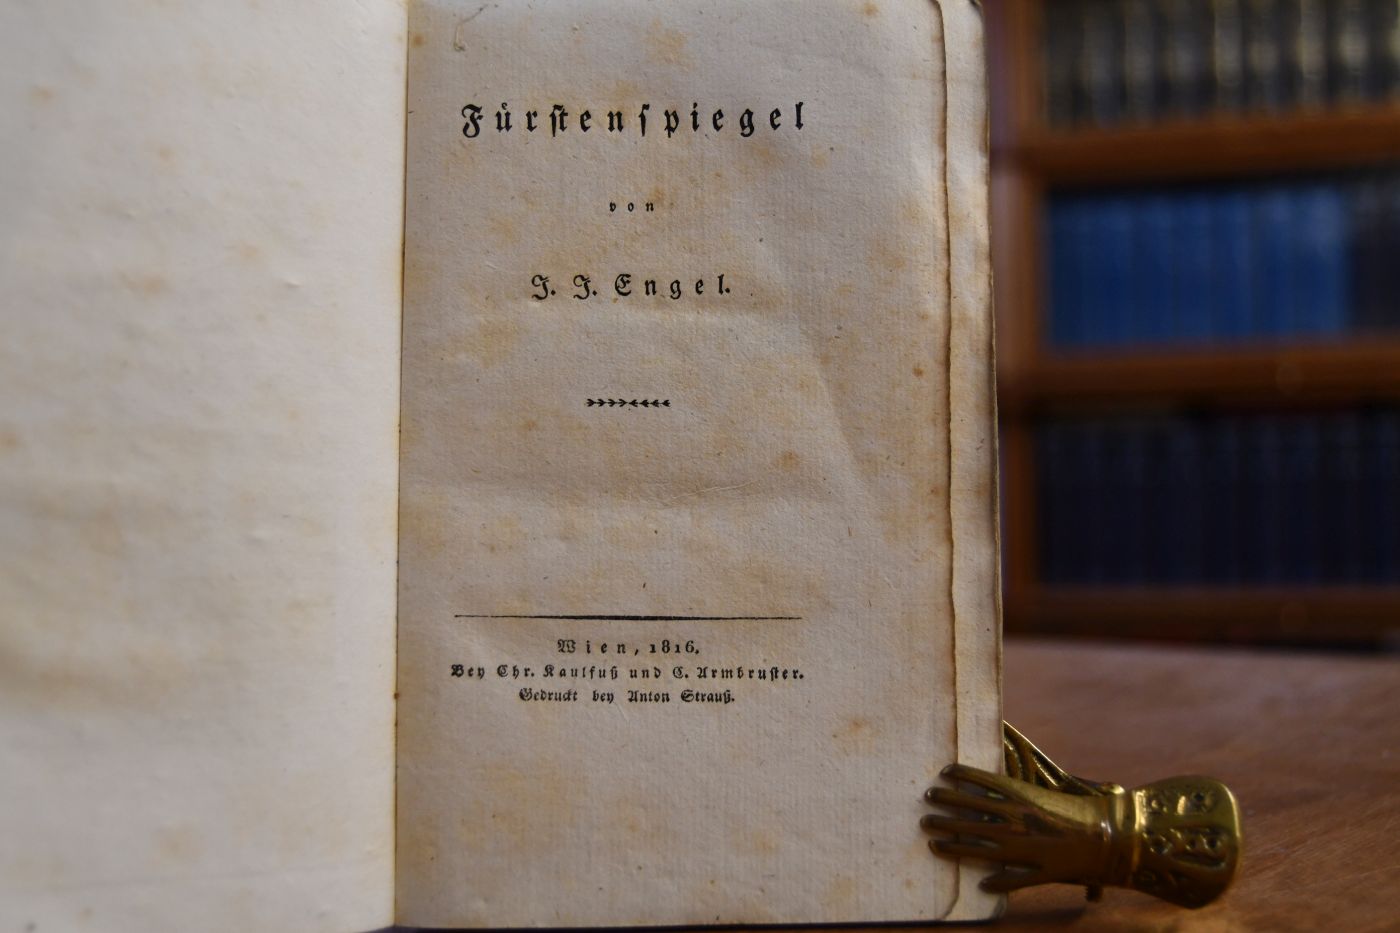 Fürstenspiegel
von
J. J. Engel.
Wien, 1816.
Bey Chr. Kaulfuß und C. Armbruster.
Gedruckt bey Anton Strauß.